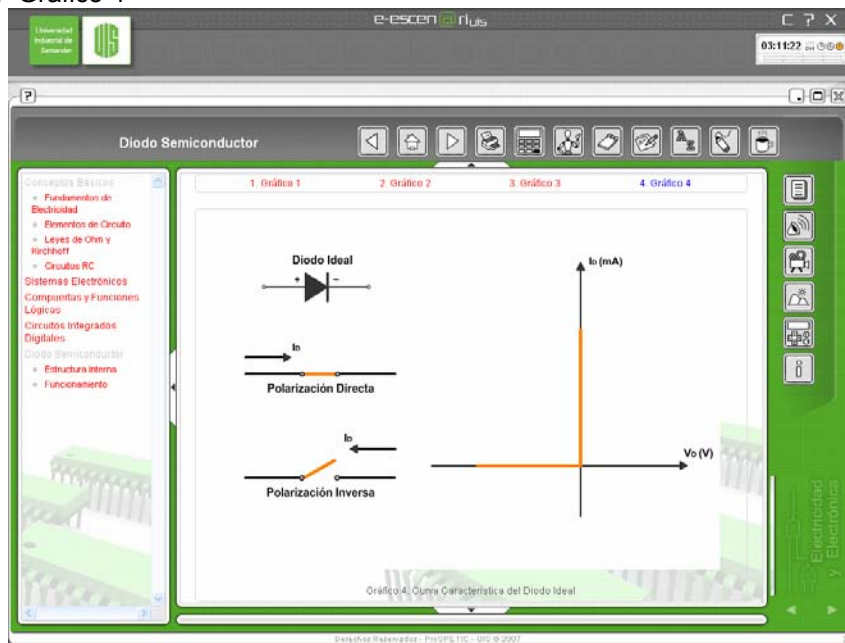 Gráfico 4
Universidad
Industrial de
Santander
UIS
e-escen@riuis
C ? X
03:11:22
?
Diodo Semiconductor
Conceptos Básicos
Fundamentos de
Electricidad
Elementos de Circuito
Leyes de Ohm y
Kirchhoff
Circuitos RC
Sistemas Electrónicos
Compuertas y Funciones
Lógicas
Circuitos Integrados
Digitales
Diodo Semiconductor
Estructura Interna
Funcionamiento
1. Gráfico 1
2. Gráfico 2
3. Gráfico 3
4. Gráfico 4
Diodo Ideal
+ −
ID
Polarización Directa
ID
Polarización Inversa
ID (mA)
VD (V)
Gráfico 4. Curva Característica del Diodo Ideal
Electricidad
y Electrónica
Derechos Reservados - ProSPETIC - UIS © 2007